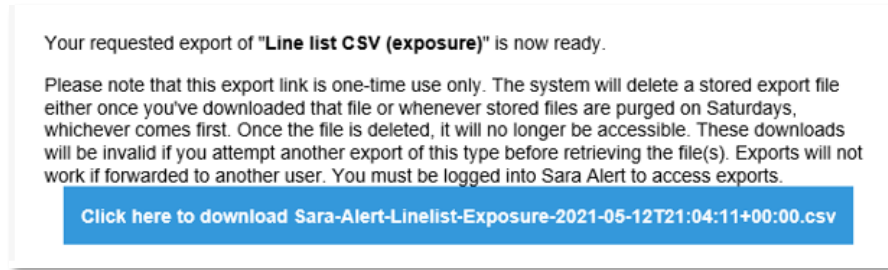 Your requested export of "Line list CSV (exposure)" is now ready.
Please note that this export link is one-time use only. The system will delete a stored export file
either once you've downloaded that file or whenever stored files are purged on Saturdays,
whichever comes first. Once the file is deleted, it will no longer be accessible. These downloads
will be invalid if you attempt another export of this type before retrieving the file(s). Exports will not
work if forwarded to another user. You must be logged into Sara Alert to access exports.
Click here to download Sara-Alert-Linelist-Exposure-2021-05-12T21:04:11+00:00.csv